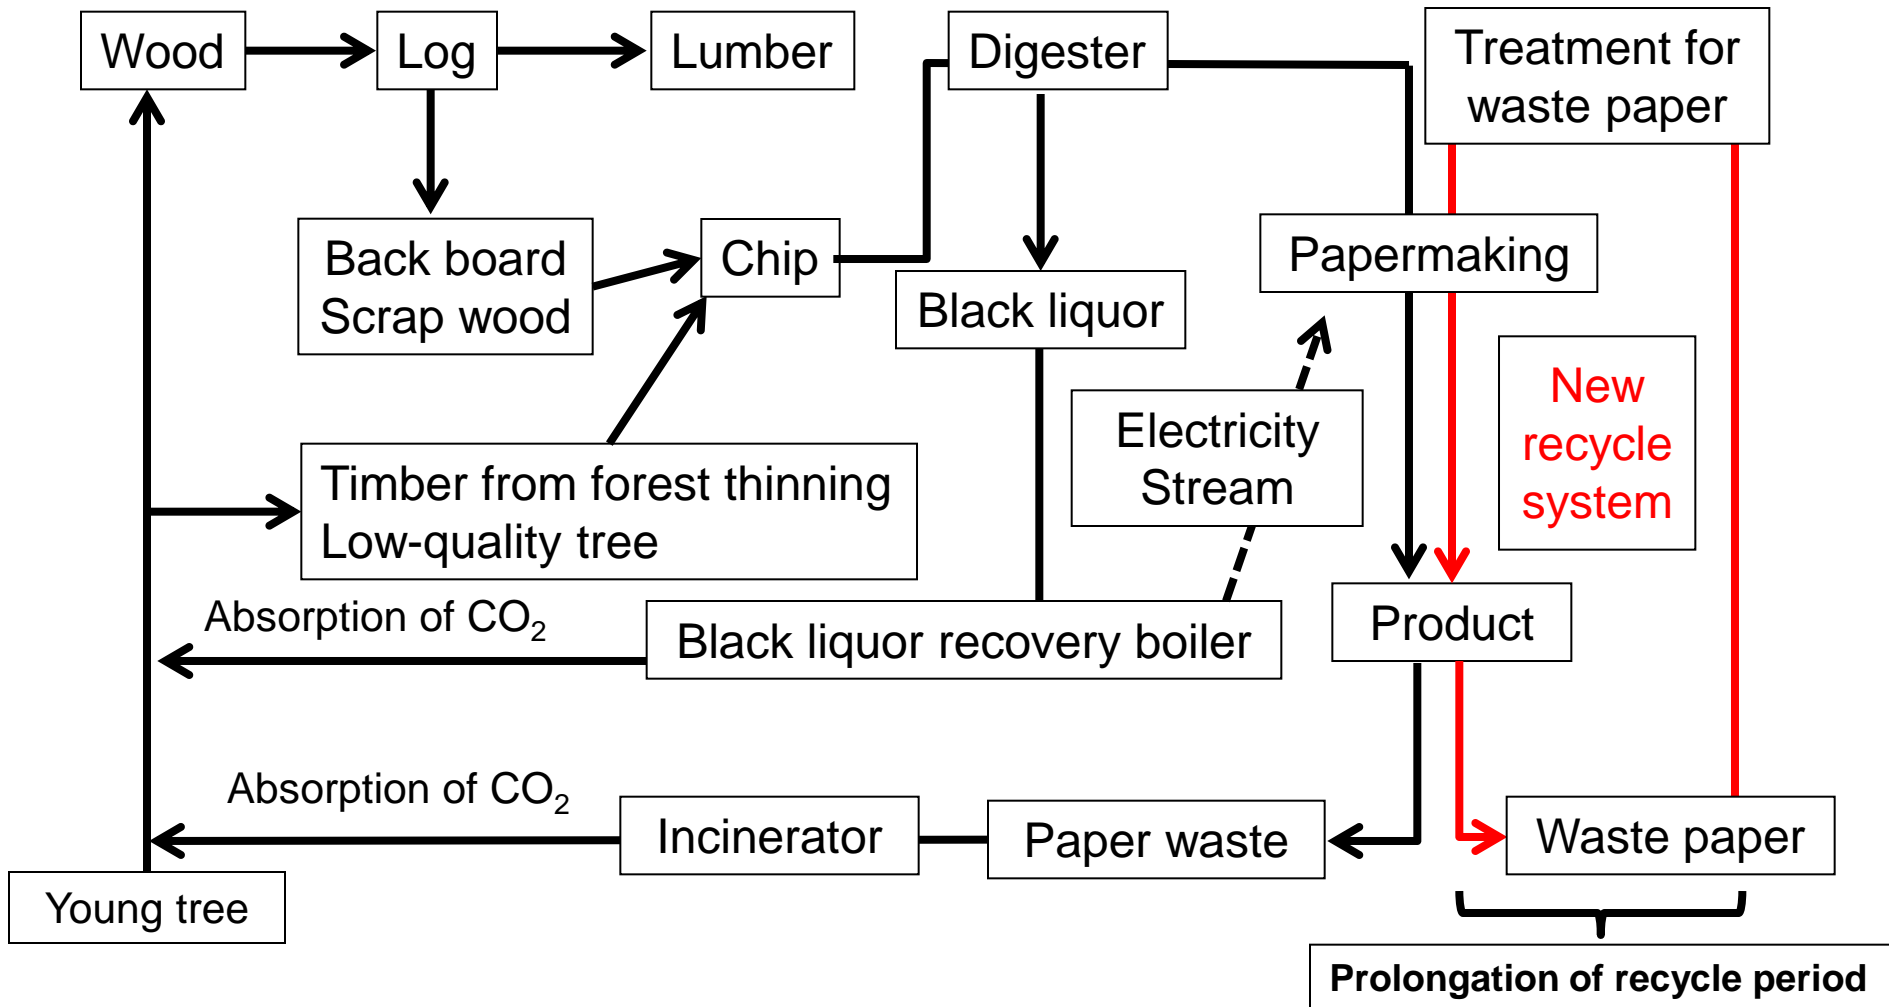 Wood
Log
Lumber
Digester
Treatment for
waste paper
Back board
Scrap wood
Chip
Black liquor
Papermaking
New
recycle
system
Electricity
Stream
Timber from forest thinning
Low-quality tree
Absorption of CO₂
Black liquor recovery boiler
Product
Absorption of CO₂
Incinerator
Paper waste
Waste paper
Young tree
Prolongation of recycle period